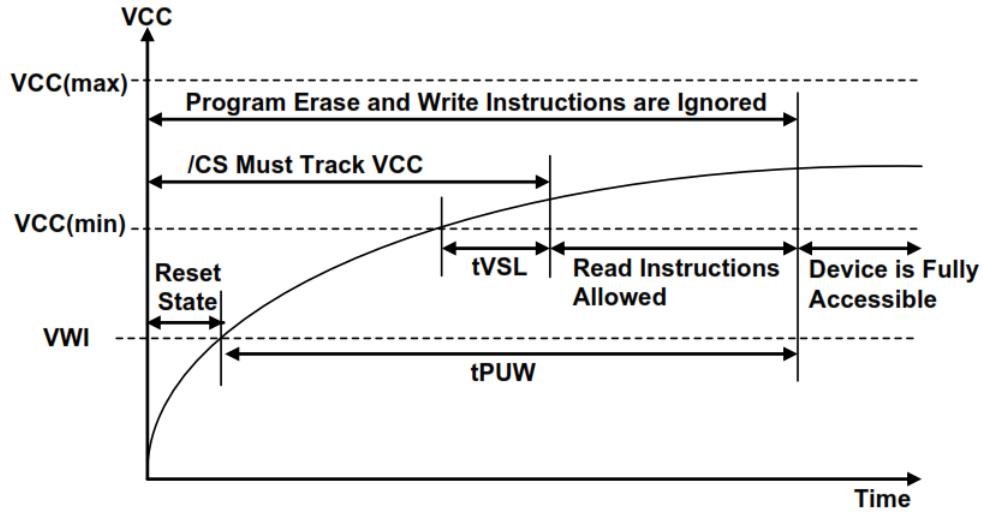 VCC
VCC(max)
Program Erase and Write Instructions are Ignored
/CS Must Track VCC
VCC(min)
tVSL
Read Instructions
Allowed
Device is Fully
Accessible
Reset
State
VWI
tPUW
Time